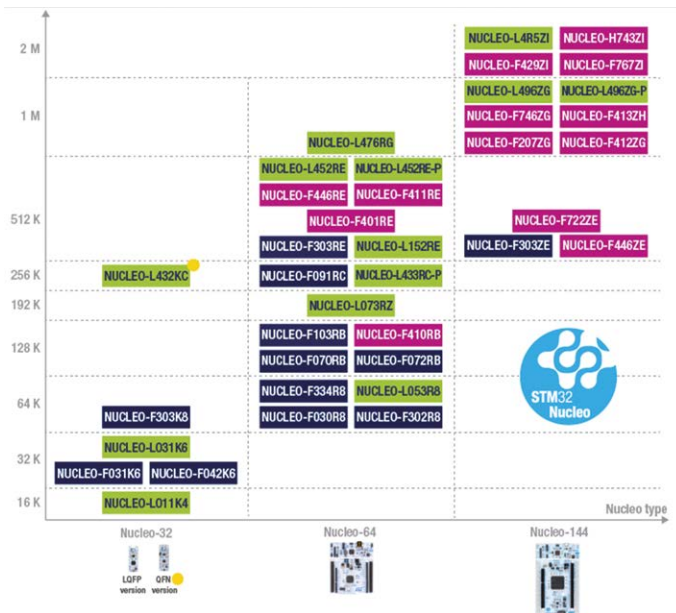 2 M
NUCLEO-L4R5ZI NUCLEO-H743ZI
NUCLEO-F429ZI NUCLEO-F767ZI
NUCLEO-L496ZG NUCLEO-L496ZG-P
1 M
NUCLEO-F746ZG NUCLEO-F413ZH
NUCLEO-L476RG NUCLEO-F207ZG NUCLEO-F412ZG
NUCLEO-L452RE NUCLEO-L452RE-P
NUCLEO-F446RE NUCLEO-F411RE
512 K
NUCLEO-F401RE NUCLEO-F722ZE
NUCLEO-F303RE NUCLEO-L152RE NUCLEO-F303ZE NUCLEO-F446ZE
256 K
NUCLEO-L432KC NUCLEO-F091RC NUCLEO-L433RC-P
192 K
NUCLEO-L073RZ
128 K
NUCLEO-F103RB NUCLEO-F410RB
NUCLEO-F070RB NUCLEO-F072RB
64 K
NUCLEO-F334R8 NUCLEO-L053R8
NUCLEO-F303K8 NUCLEO-F030R8 NUCLEO-F302R8
STM32
Nucleo
NUCLEO-L031K6
32 K
NUCLEO-F031K6 NUCLEO-F042K6
16 K
NUCLEO-L011K4
Nucleo type
Nucleo-32 Nucleo-64 Nucleo-144
LQFP version
QFN version